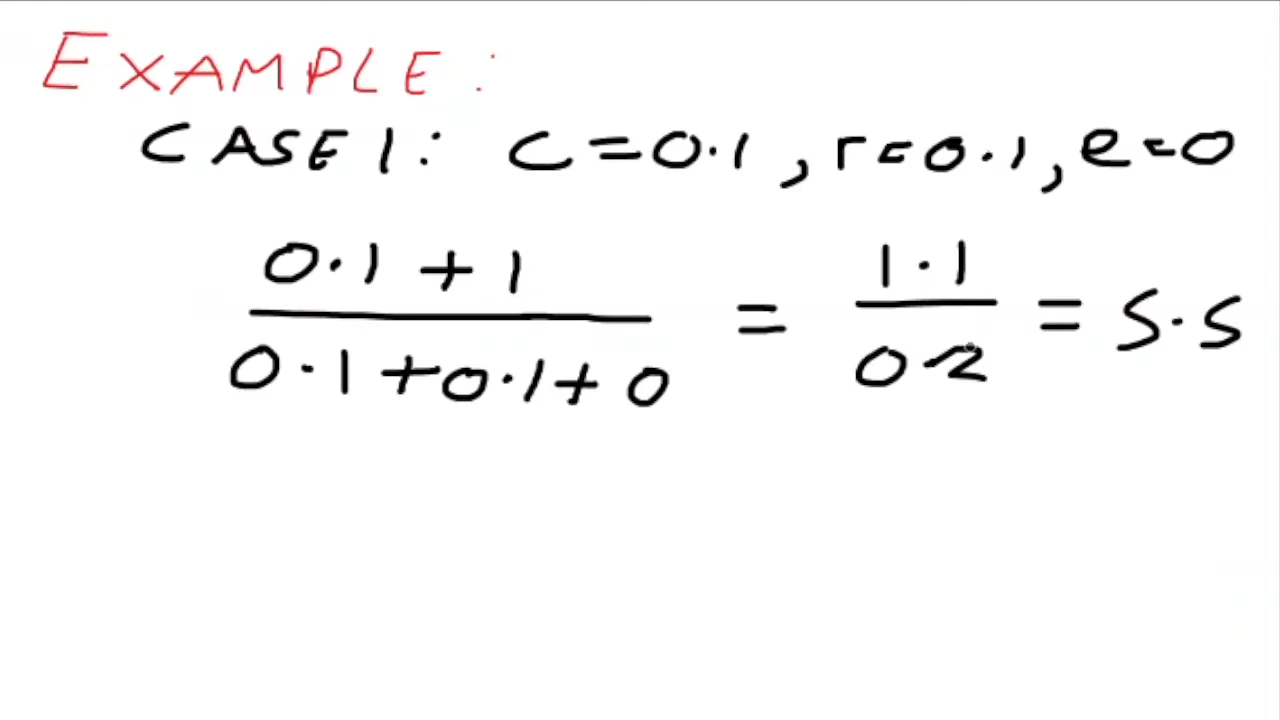 EXAMPLE:
CASE 1: C=0.1, r=0.1, e=0
0.1+1 / 0.1+0.1+0 = 1.1 / 0.2 = 5.5